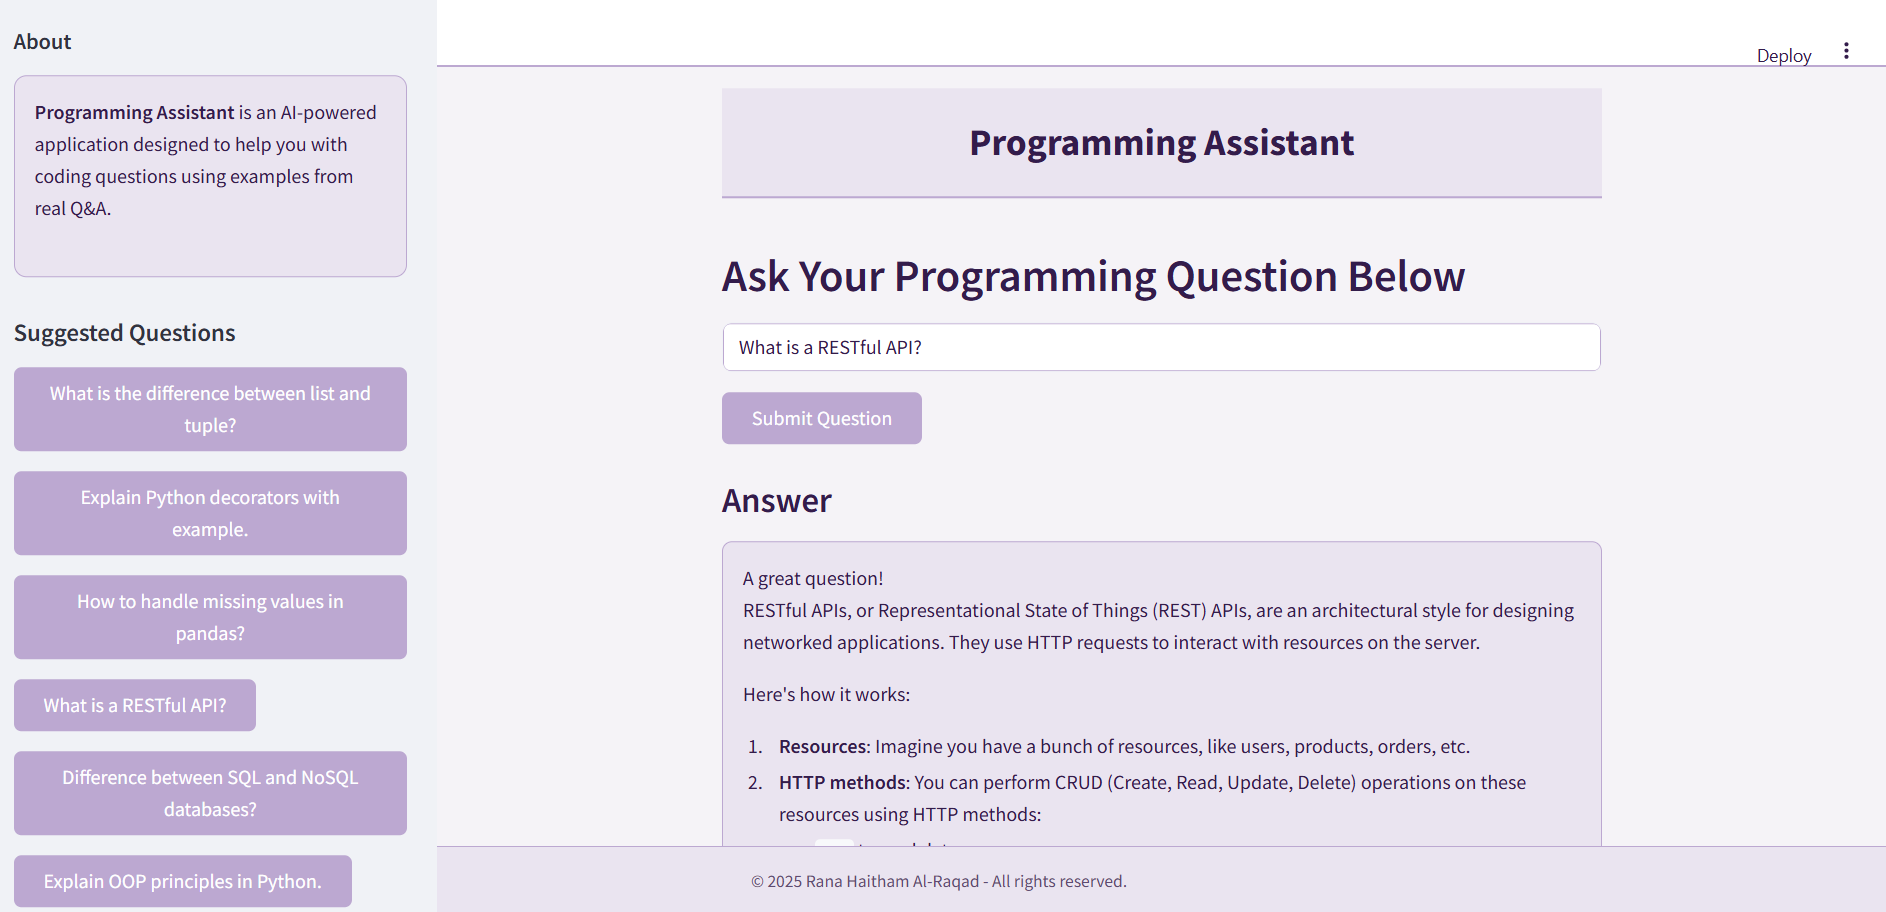 About
Programming Assistant is an AI-powered
application designed to help you with
coding questions using examples from
real Q&A.
Suggested Questions
What is the difference between list and
tuple?
Explain Python decorators with
example.
How to handle missing values in
pandas?
What is a RESTful API?
Difference between SQL and NoSQL
databases?
Explain OOP principles in Python.
Deploy
Programming Assistant
Ask Your Programming Question Below
What is a RESTful API?
Submit Question
Answer
A great question!
RESTful APIs, or Representational State of Things (REST) APIs, are an architectural style for designing
networked applications. They use HTTP requests to interact with resources on the server.
Here's how it works:
1. Resources: Imagine you have a bunch of resources, like users, products, orders, etc.
2. HTTP methods: You can perform CRUD (Create, Read, Update, Delete) operations on these
resources using HTTP methods:
© 2025 Rana Haitham Al-Raqad - All rights reserved.